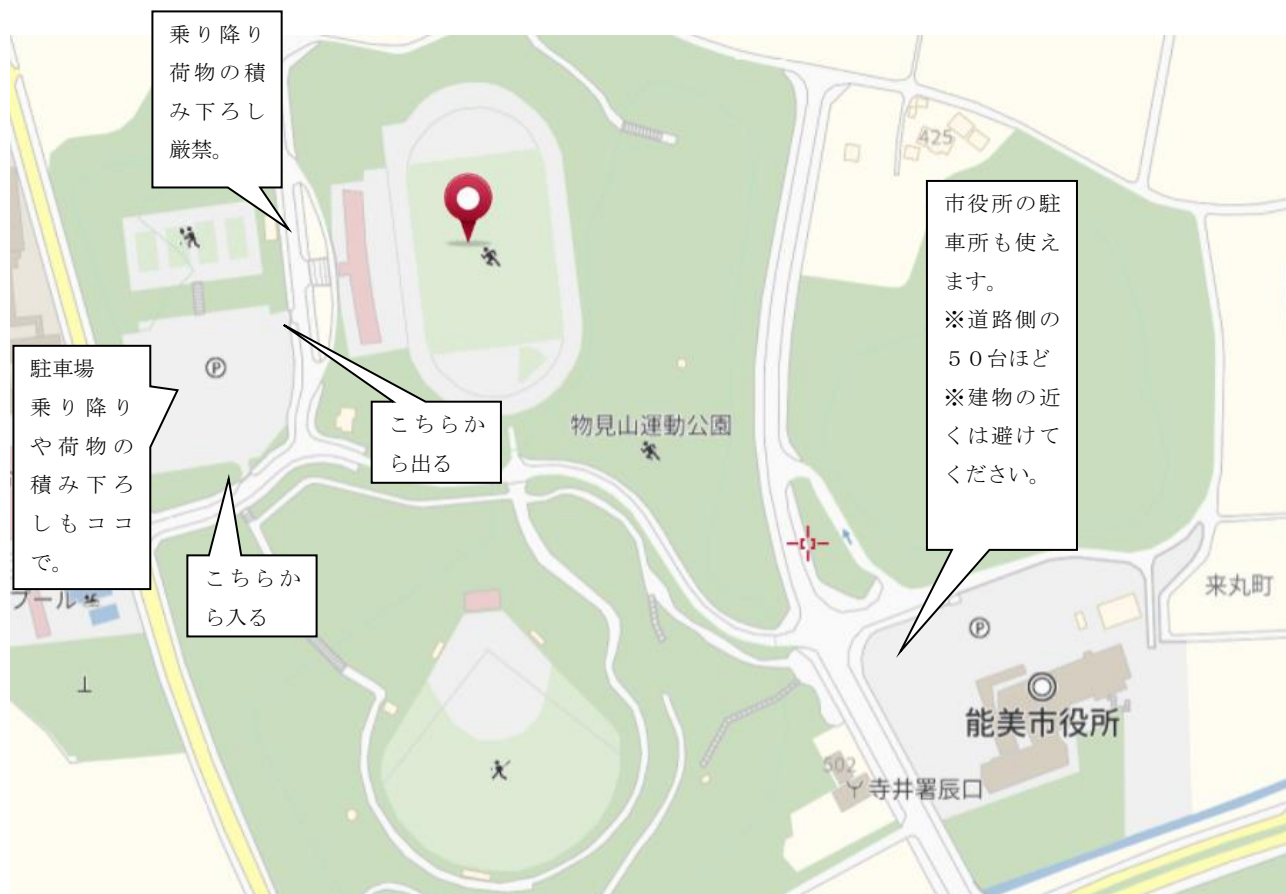 乗り降り
荷物の積
み下ろし
厳禁。
425
市役所の駐
車所も使え
ます。
※道路側の
５０台ほど
※建物の近
くは避けて
ください。
P
駐車場
乗り降り
や荷物の
積み下ろ
しもココ
で。
こちらか
ら出る
物見山運動公園
こちらか
ら入る
プール
来丸町
P
能美市役所
502
寺井署辰口